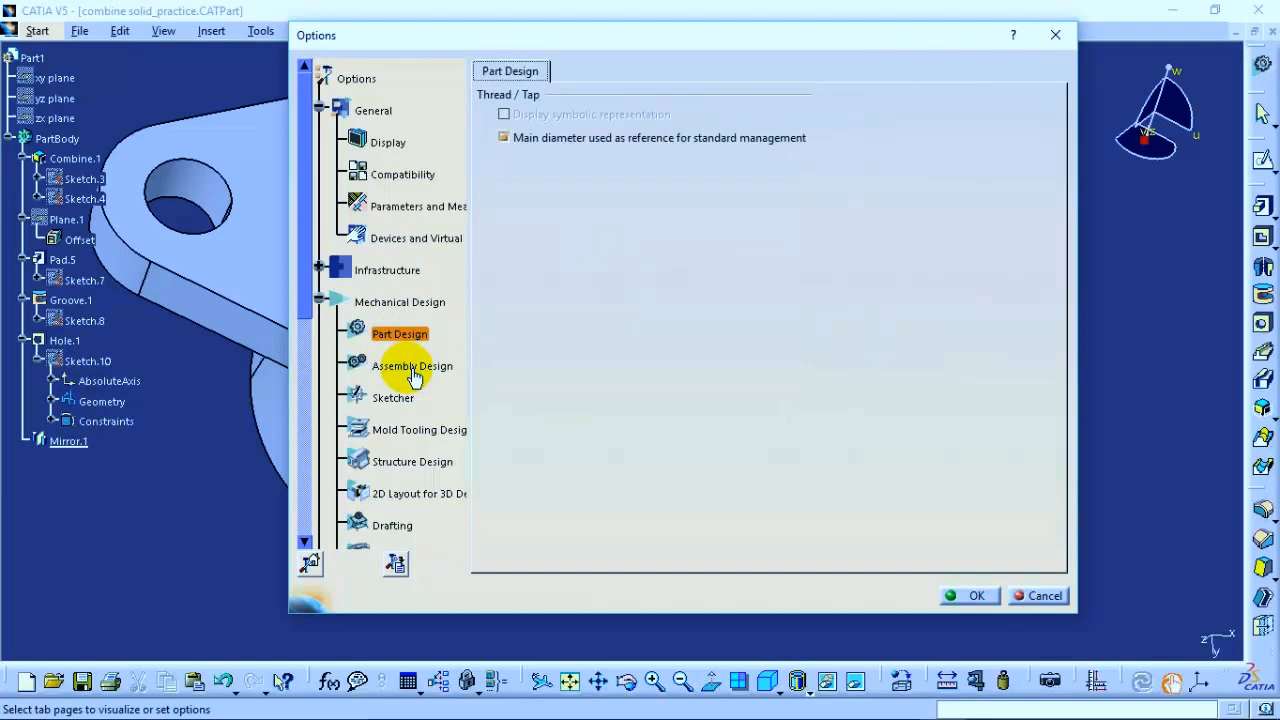 CATIA V5 - [combine solid_practice.CATPart]
Start File Edit View Insert Tools
Part1
xy plane
yz plane
zx plane
PartBody
Combine.1
Sketch.3
Sketch.4
Plane.1
Offset
Pad.5
Sketch.7
Groove.1
Sketch.8
Hole.1
Sketch.10
AbsoluteAxis
Geometry
Constraints
Mirror.1
Options
?
Options
General
Display
Compatibility
Parameters and Mea
Devices and Virtual
Infrastructure
Mechanical Design
Part Design
Assembly Design
Sketcher
Mold Tooling Desig
Structure Design
2D Layout for 3D De
Drafting
Part Design
Thread / Tap
Display symbolic representation
Main diameter used as reference for standard management
OK Cancel
w
u
z x
y
f(x)
CATIA
Select tab pages to visualize or set options